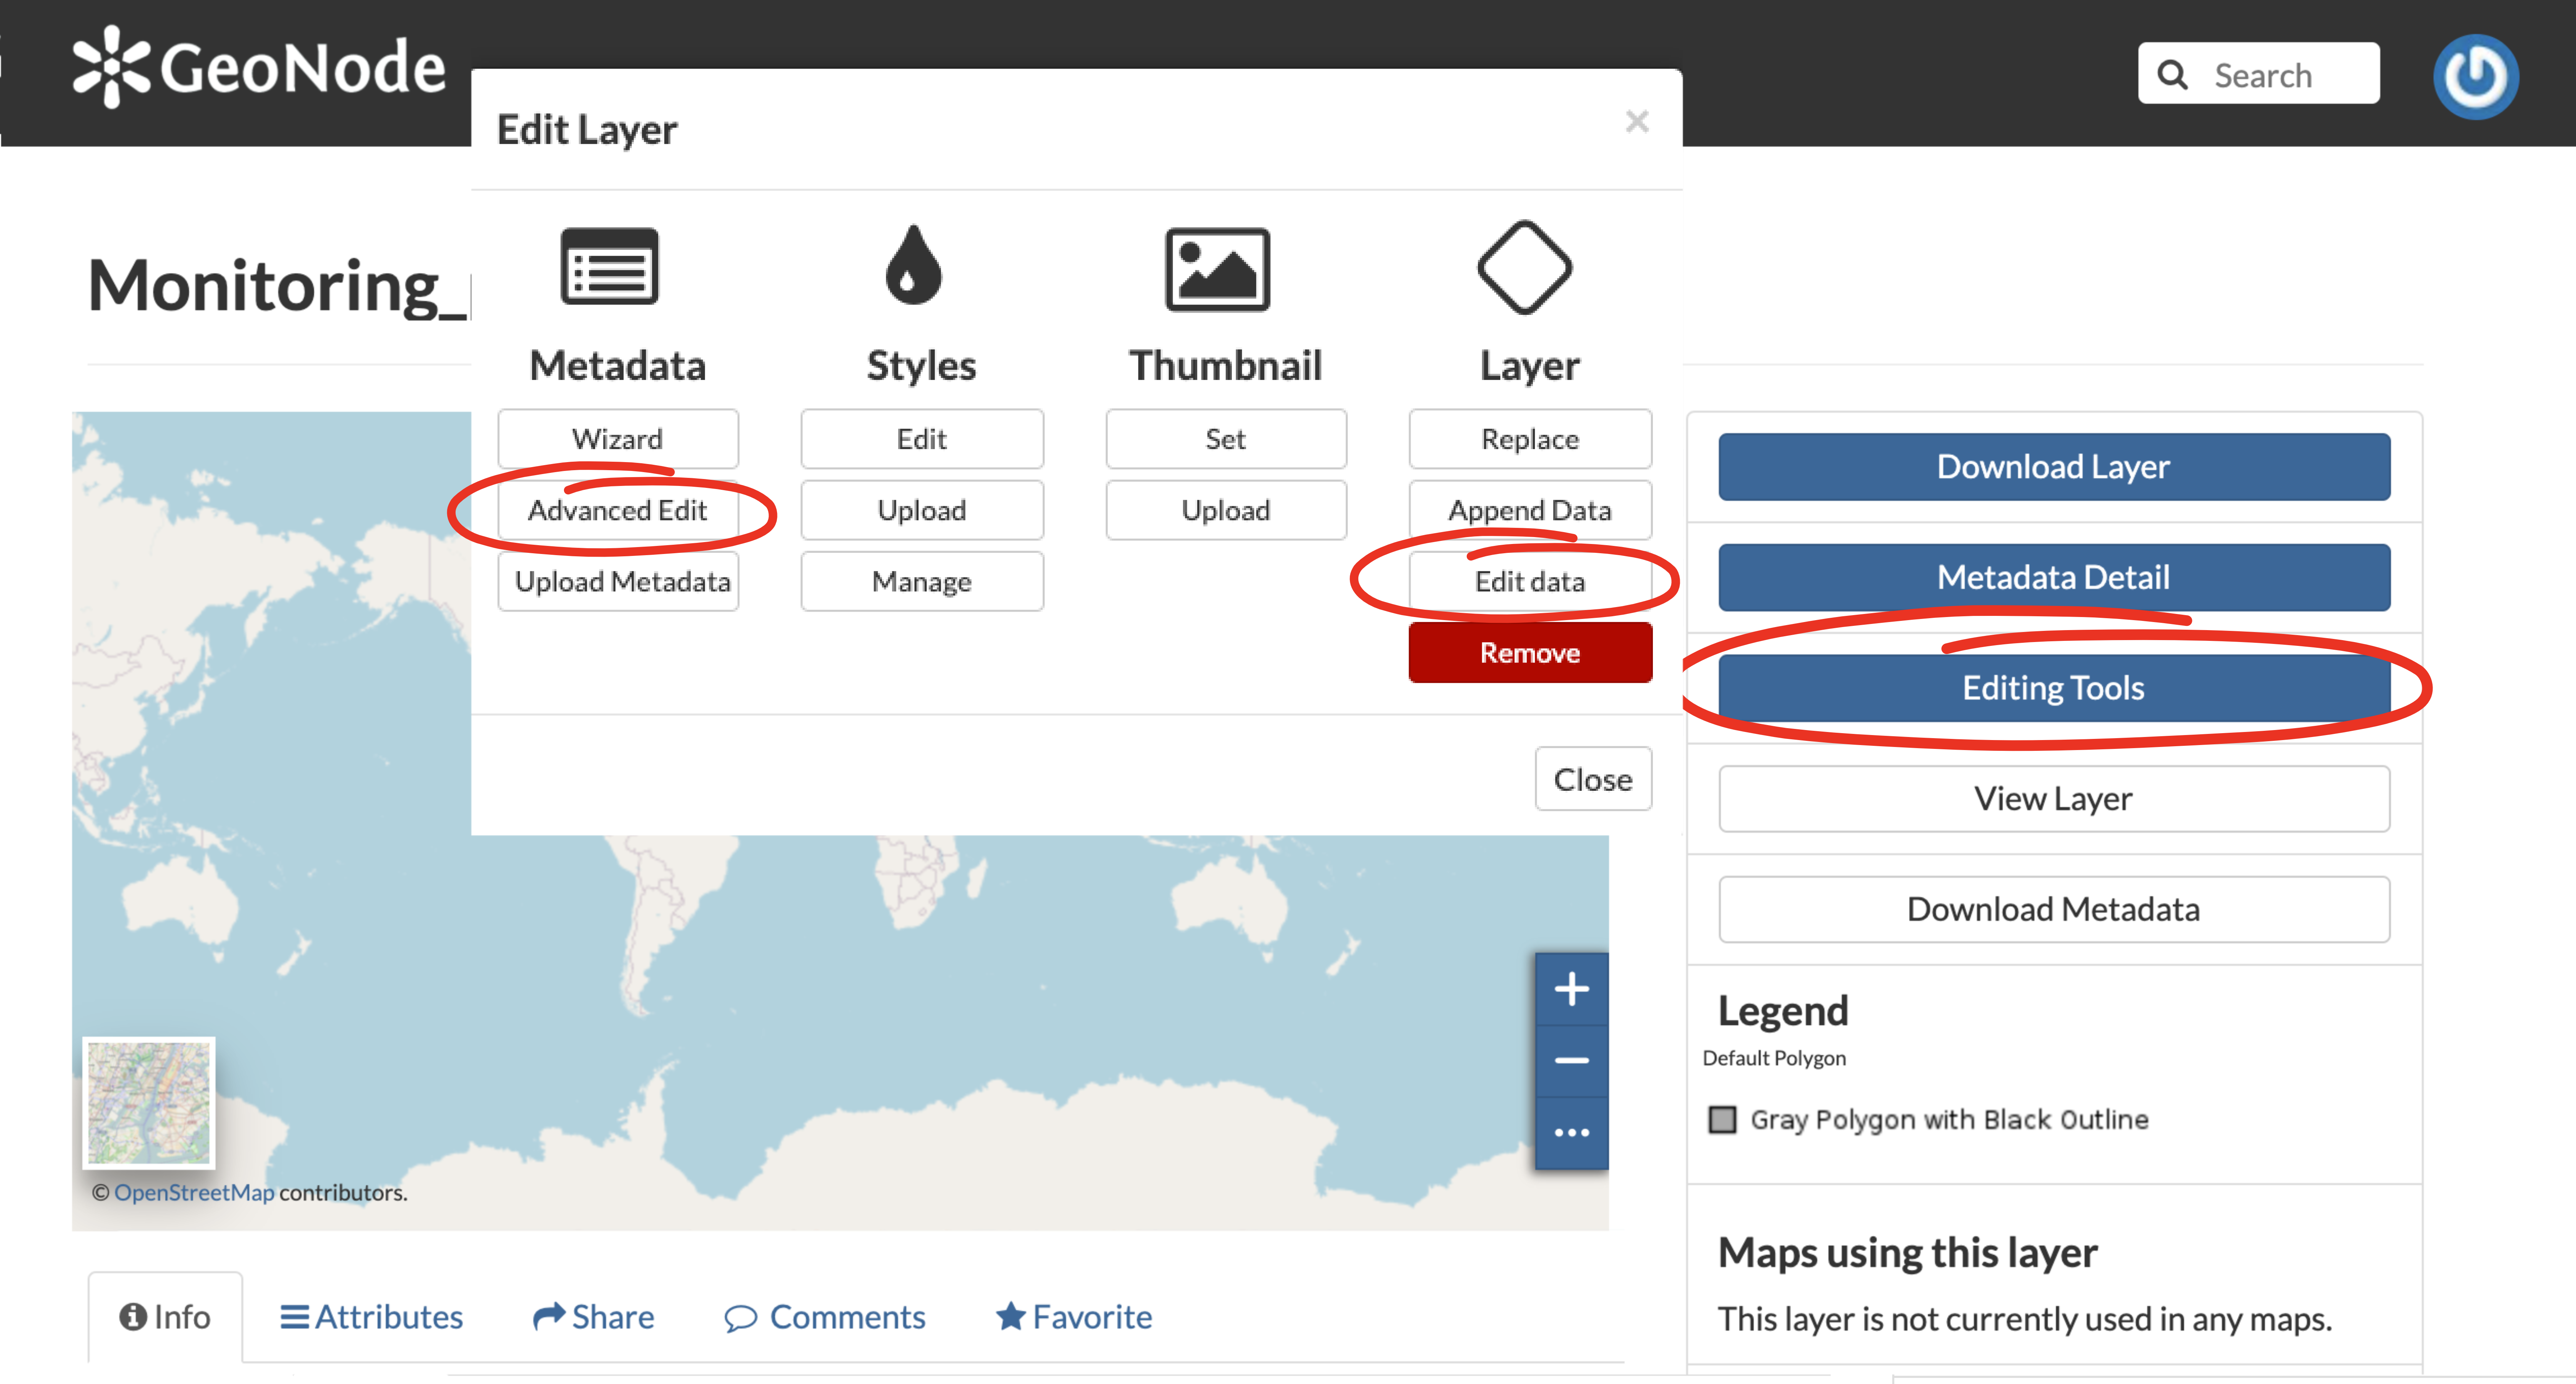 GeoNode
Search
Edit Layer
×
Monitoring_
Metadata
Styles
Thumbnail
Layer
Wizard
Edit
Set
Replace
Advanced Edit
Upload
Upload
Append Data
Upload Metadata
Manage
Edit data
Remove
Close
Download Layer
Metadata Detail
Editing Tools
View Layer
Download Metadata
Legend
Default Polygon
Gray Polygon with Black Outline
Maps using this layer
This layer is not currently used in any maps.
© OpenStreetMap contributors.
Info
Attributes
Share
Comments
Favorite